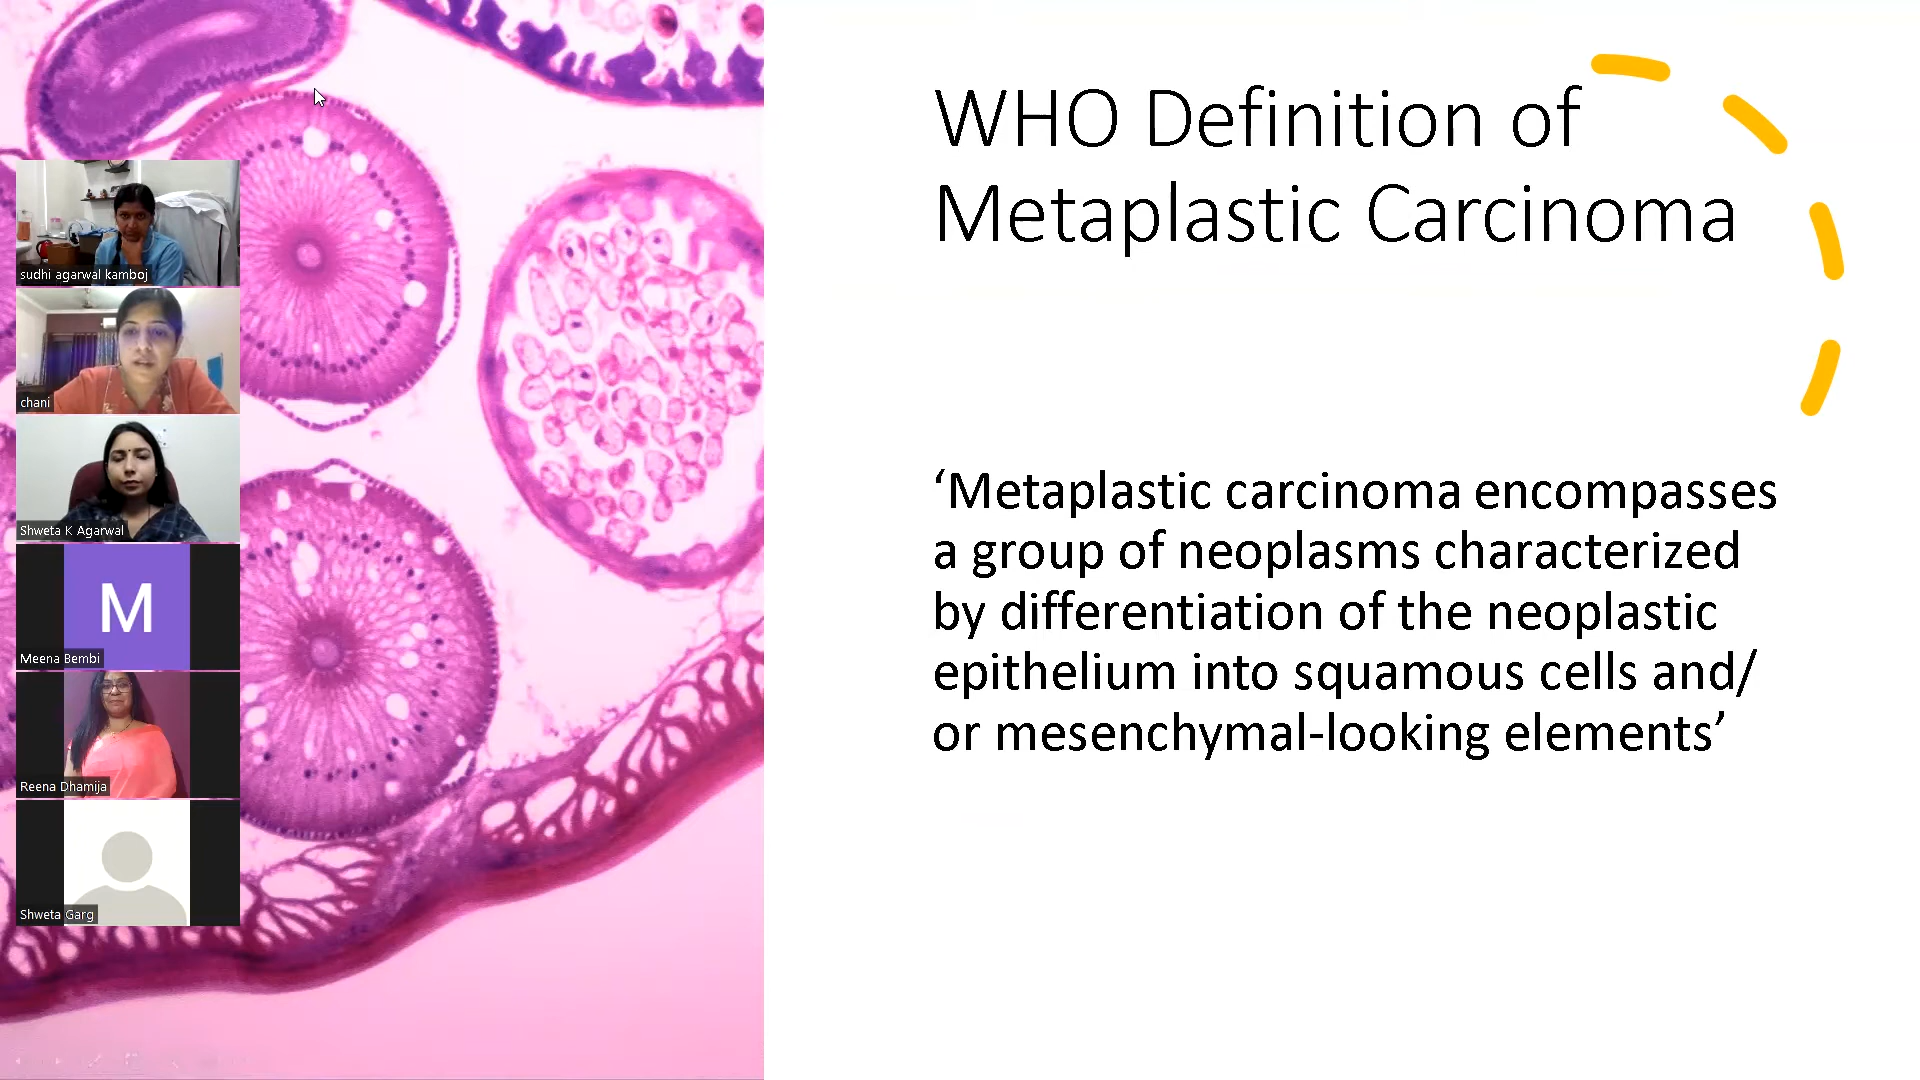 WHO Definition of
Metaplastic Carcinoma
‘Metaplastic carcinoma encompasses
a group of neoplasms characterized
by differentiation of the neoplastic
epithelium into squamous cells and/
or mesenchymal-looking elements’
sudhi agarwal kamboj
chani
Shweta K Agarwal
M
Meena Bembi
Reena Dhamija
Shweta Garg